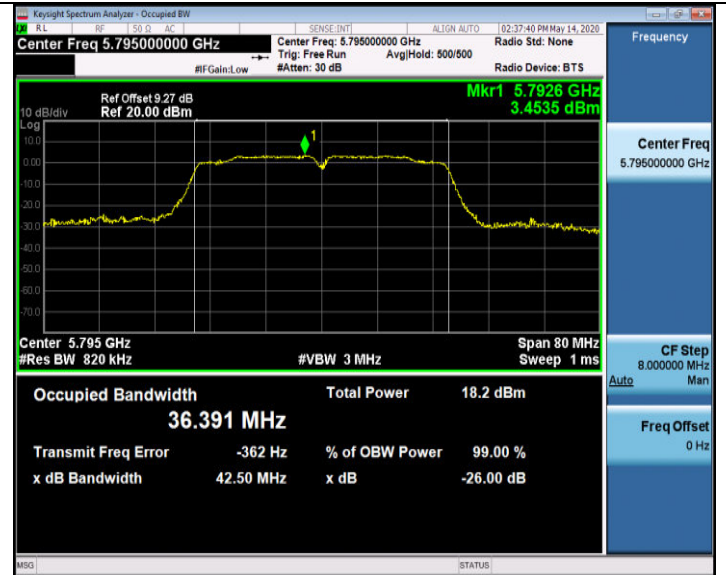 Keysight Spectrum Analyzer - Occupied BW
RL RF 50 Ω AC SENSE:INT ALIGN AUTO 02:37:40 PM May 14, 2020
Center Freq 5.795000000 GHz
Center Freq: 5.795000000 GHz Radio Std: None
Trig: Free Run Avg|Hold: 500/500
#IFGain:Low #Atten: 30 dB Radio Device: BTS
Frequency
Mkr1 5.7926 GHz
3.4535 dBm
Ref Offset 9.27 dB
10 dB/div Ref 20.00 dBm
Log
10.0
0.00
-10.0
-20.0
-30.0
-40.0
-50.0
-60.0
-70.0
1
Center 5.795 GHz Span 80 MHz
#Res BW 820 kHz #VBW 3 MHz Sweep 1 ms
Occupied Bandwidth Total Power 18.2 dBm
36.391 MHz
Transmit Freq Error -362 Hz % of OBW Power 99.00 %
x dB Bandwidth 42.50 MHz x dB -26.00 dB
Center Freq
5.795000000 GHz
CF Step
8.000000 MHz
Auto Man
Freq Offset
0 Hz
MSG STATUS